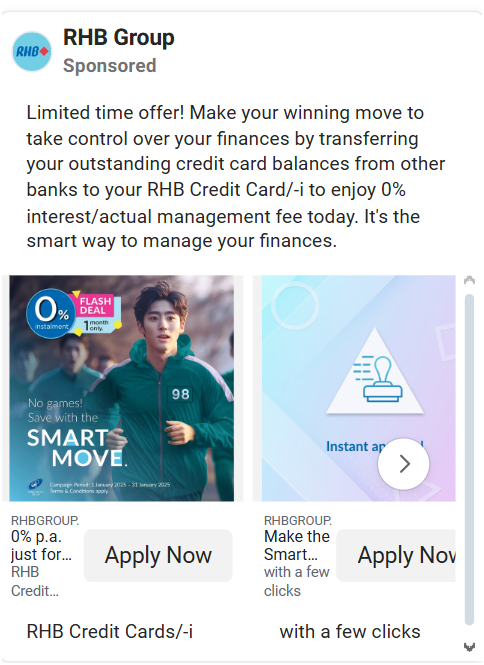 RHB
RHB Group
Sponsored
Limited time offer! Make your winning move to
take control over your finances by transferring
your outstanding credit card balances from other
banks to your RHB Credit Card/-i to enjoy 0%
interest/actual management fee today. It's the
smart way to manage your finances.
0%
instalment
FLASH
DEAL
1 month
only.
98
No games!
Save with the
SMART
MOVE.
Campaign Period: 1 January 2025 – 31 January 2025
Terms & Conditions apply.
Instant
RHBGROUP.
0% p.a.
just for...
RHB
Credit...
Apply Now
RHBGROUP.
Make the
Smart...
with a few
clicks
Apply Now
RHB Credit Cards/-i
with a few clicks